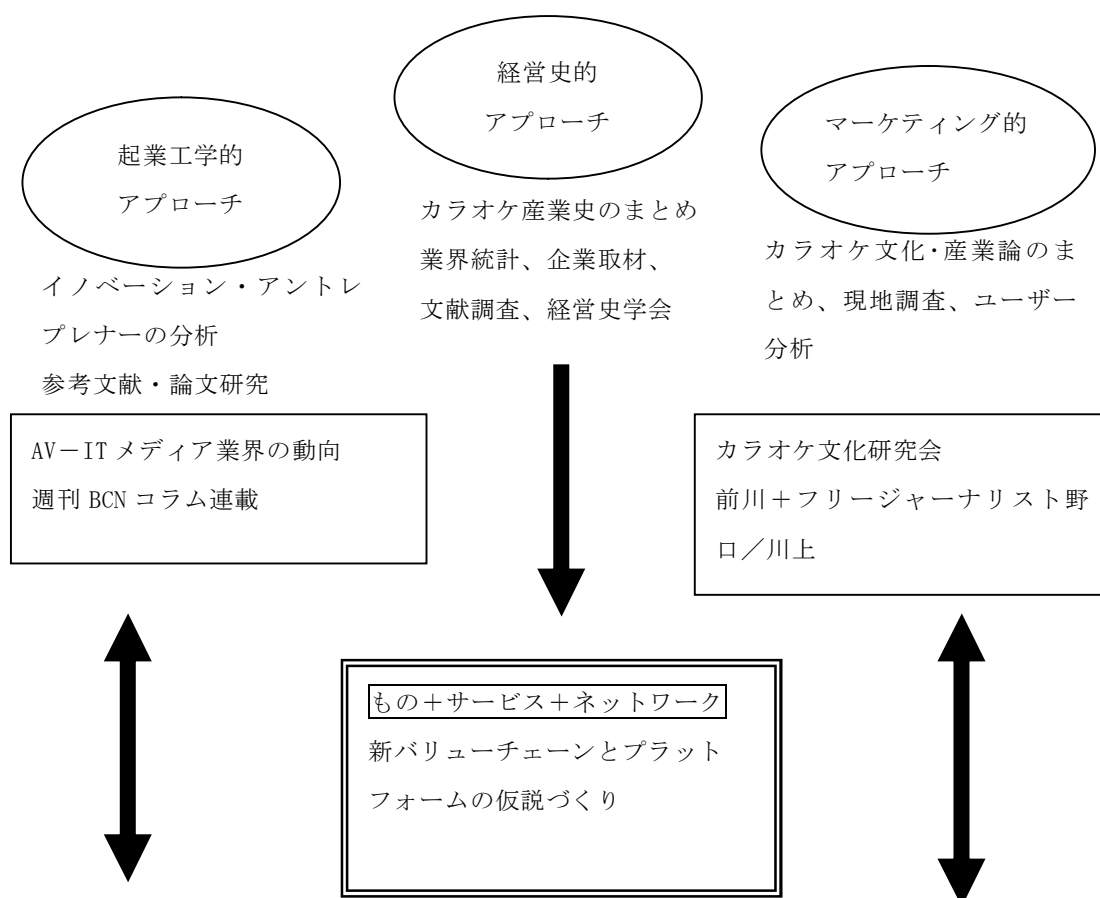 経営史的
アプローチ
起業工学的
アプローチ
マーケティング的
アプローチ
カラオケ産業史のまとめ
業界統計、企業取材、
文献調査、経営史学会
イノベーション・アントレ
プレナーの分析
参考文献・論文研究
カラオケ文化・産業論のま
とめ、現地調査、ユーザー
分析
AV－IT メディア業界の動向
週刊 BCN コラム連載
カラオケ文化研究会
前川＋フリージャーナリスト野
口／川上
もの＋サービス＋ネットワーク
新バリューチェーンとプラット
フォームの仮説づくり